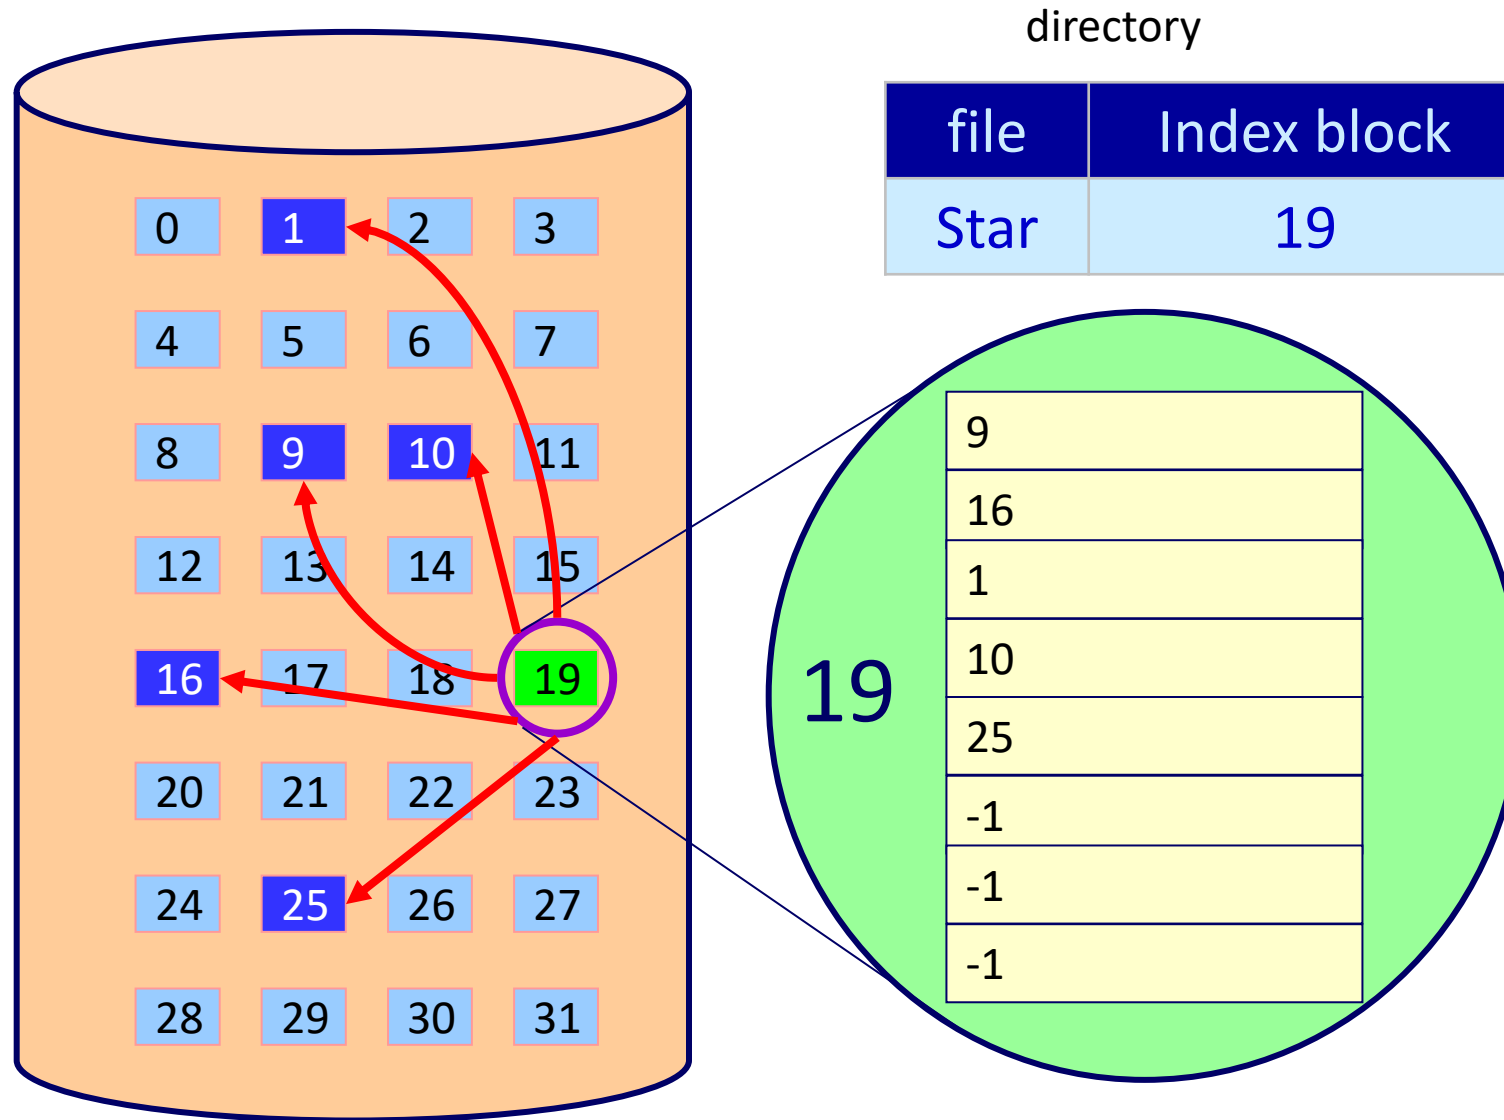 directory
file Index block
Star 19
0 1 2 3
4 5 6 7
8 9 10 11
12 13 14 15
16 17 18 19
20 21 22 23
24 25 26 27
28 29 30 31
19
9
16
1
10
25
-1
-1
-1